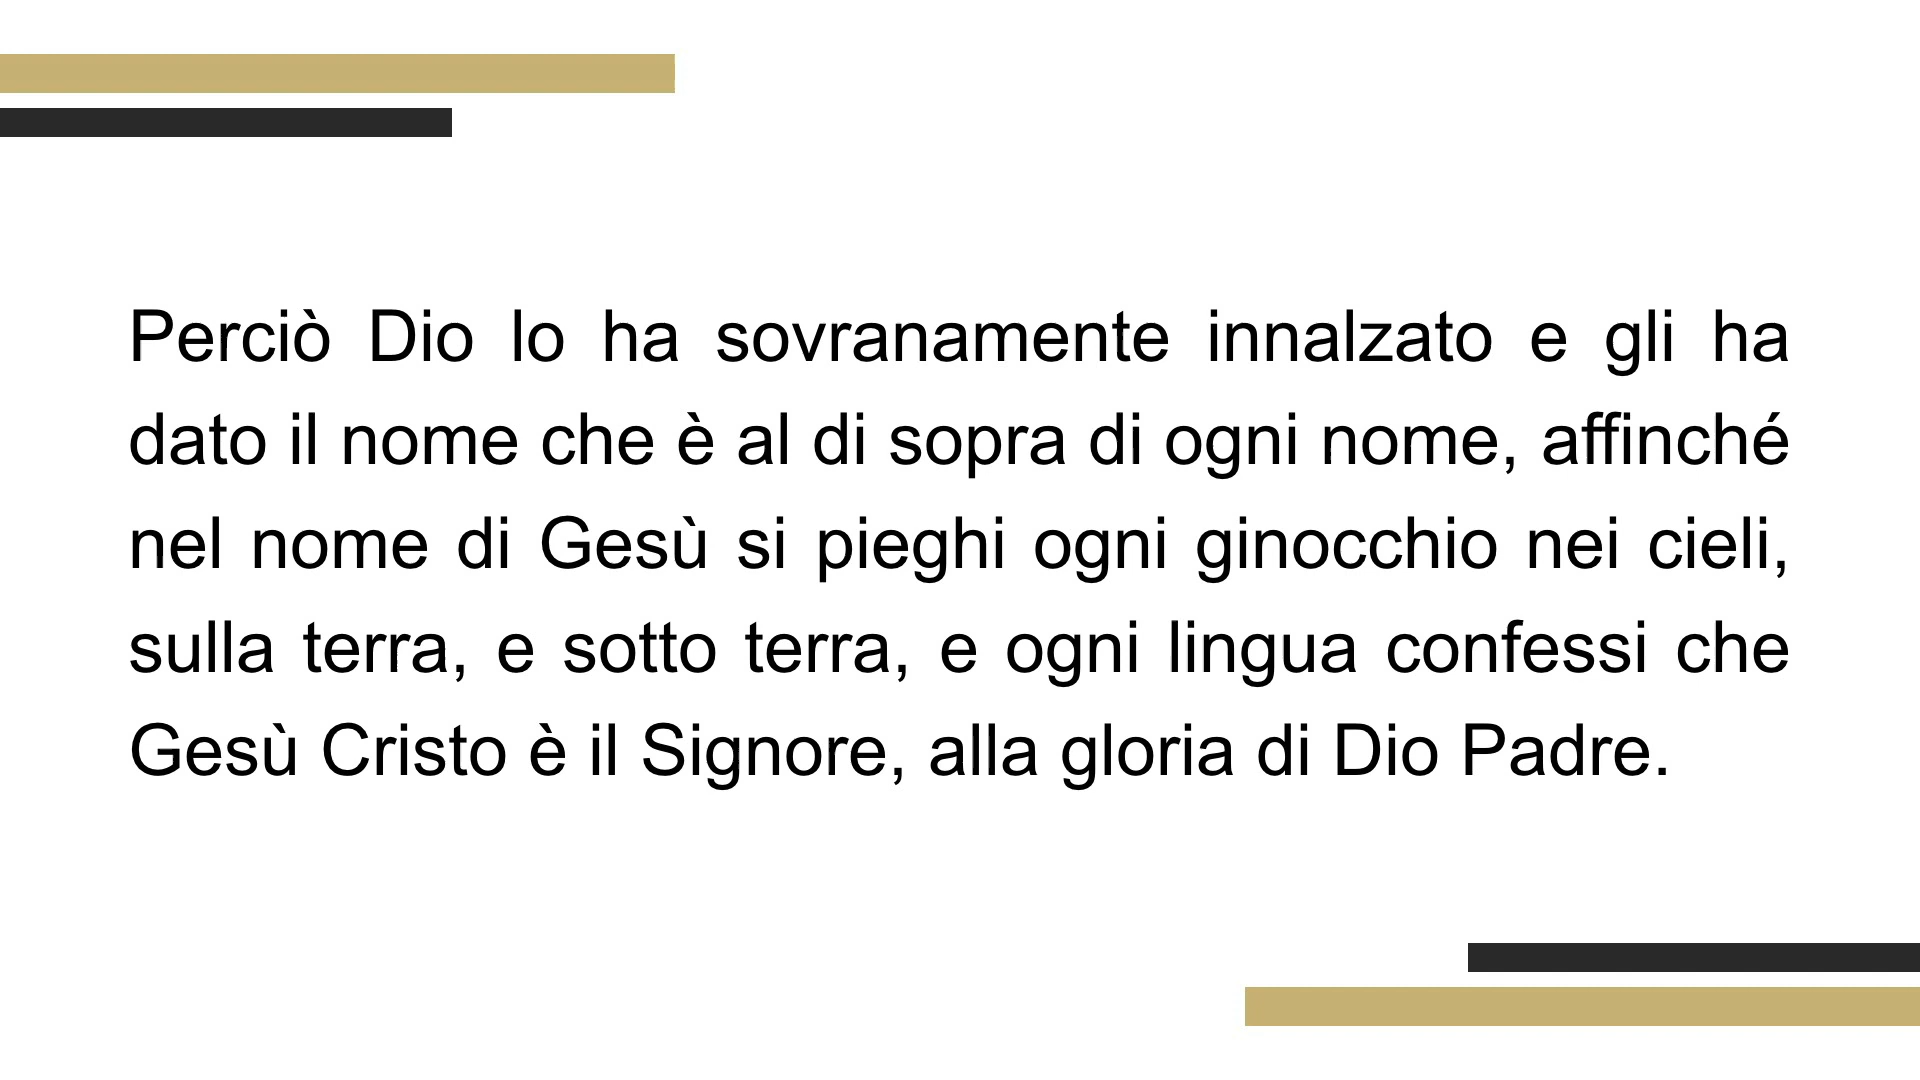 Perciò Dio lo ha sovranamente innalzato e gli ha
dato il nome che è al di sopra di ogni nome, affinché
nel nome di Gesù si pieghi ogni ginocchio nei cieli,
sulla terra, e sotto terra, e ogni lingua confessi che
Gesù Cristo è il Signore, alla gloria di Dio Padre.